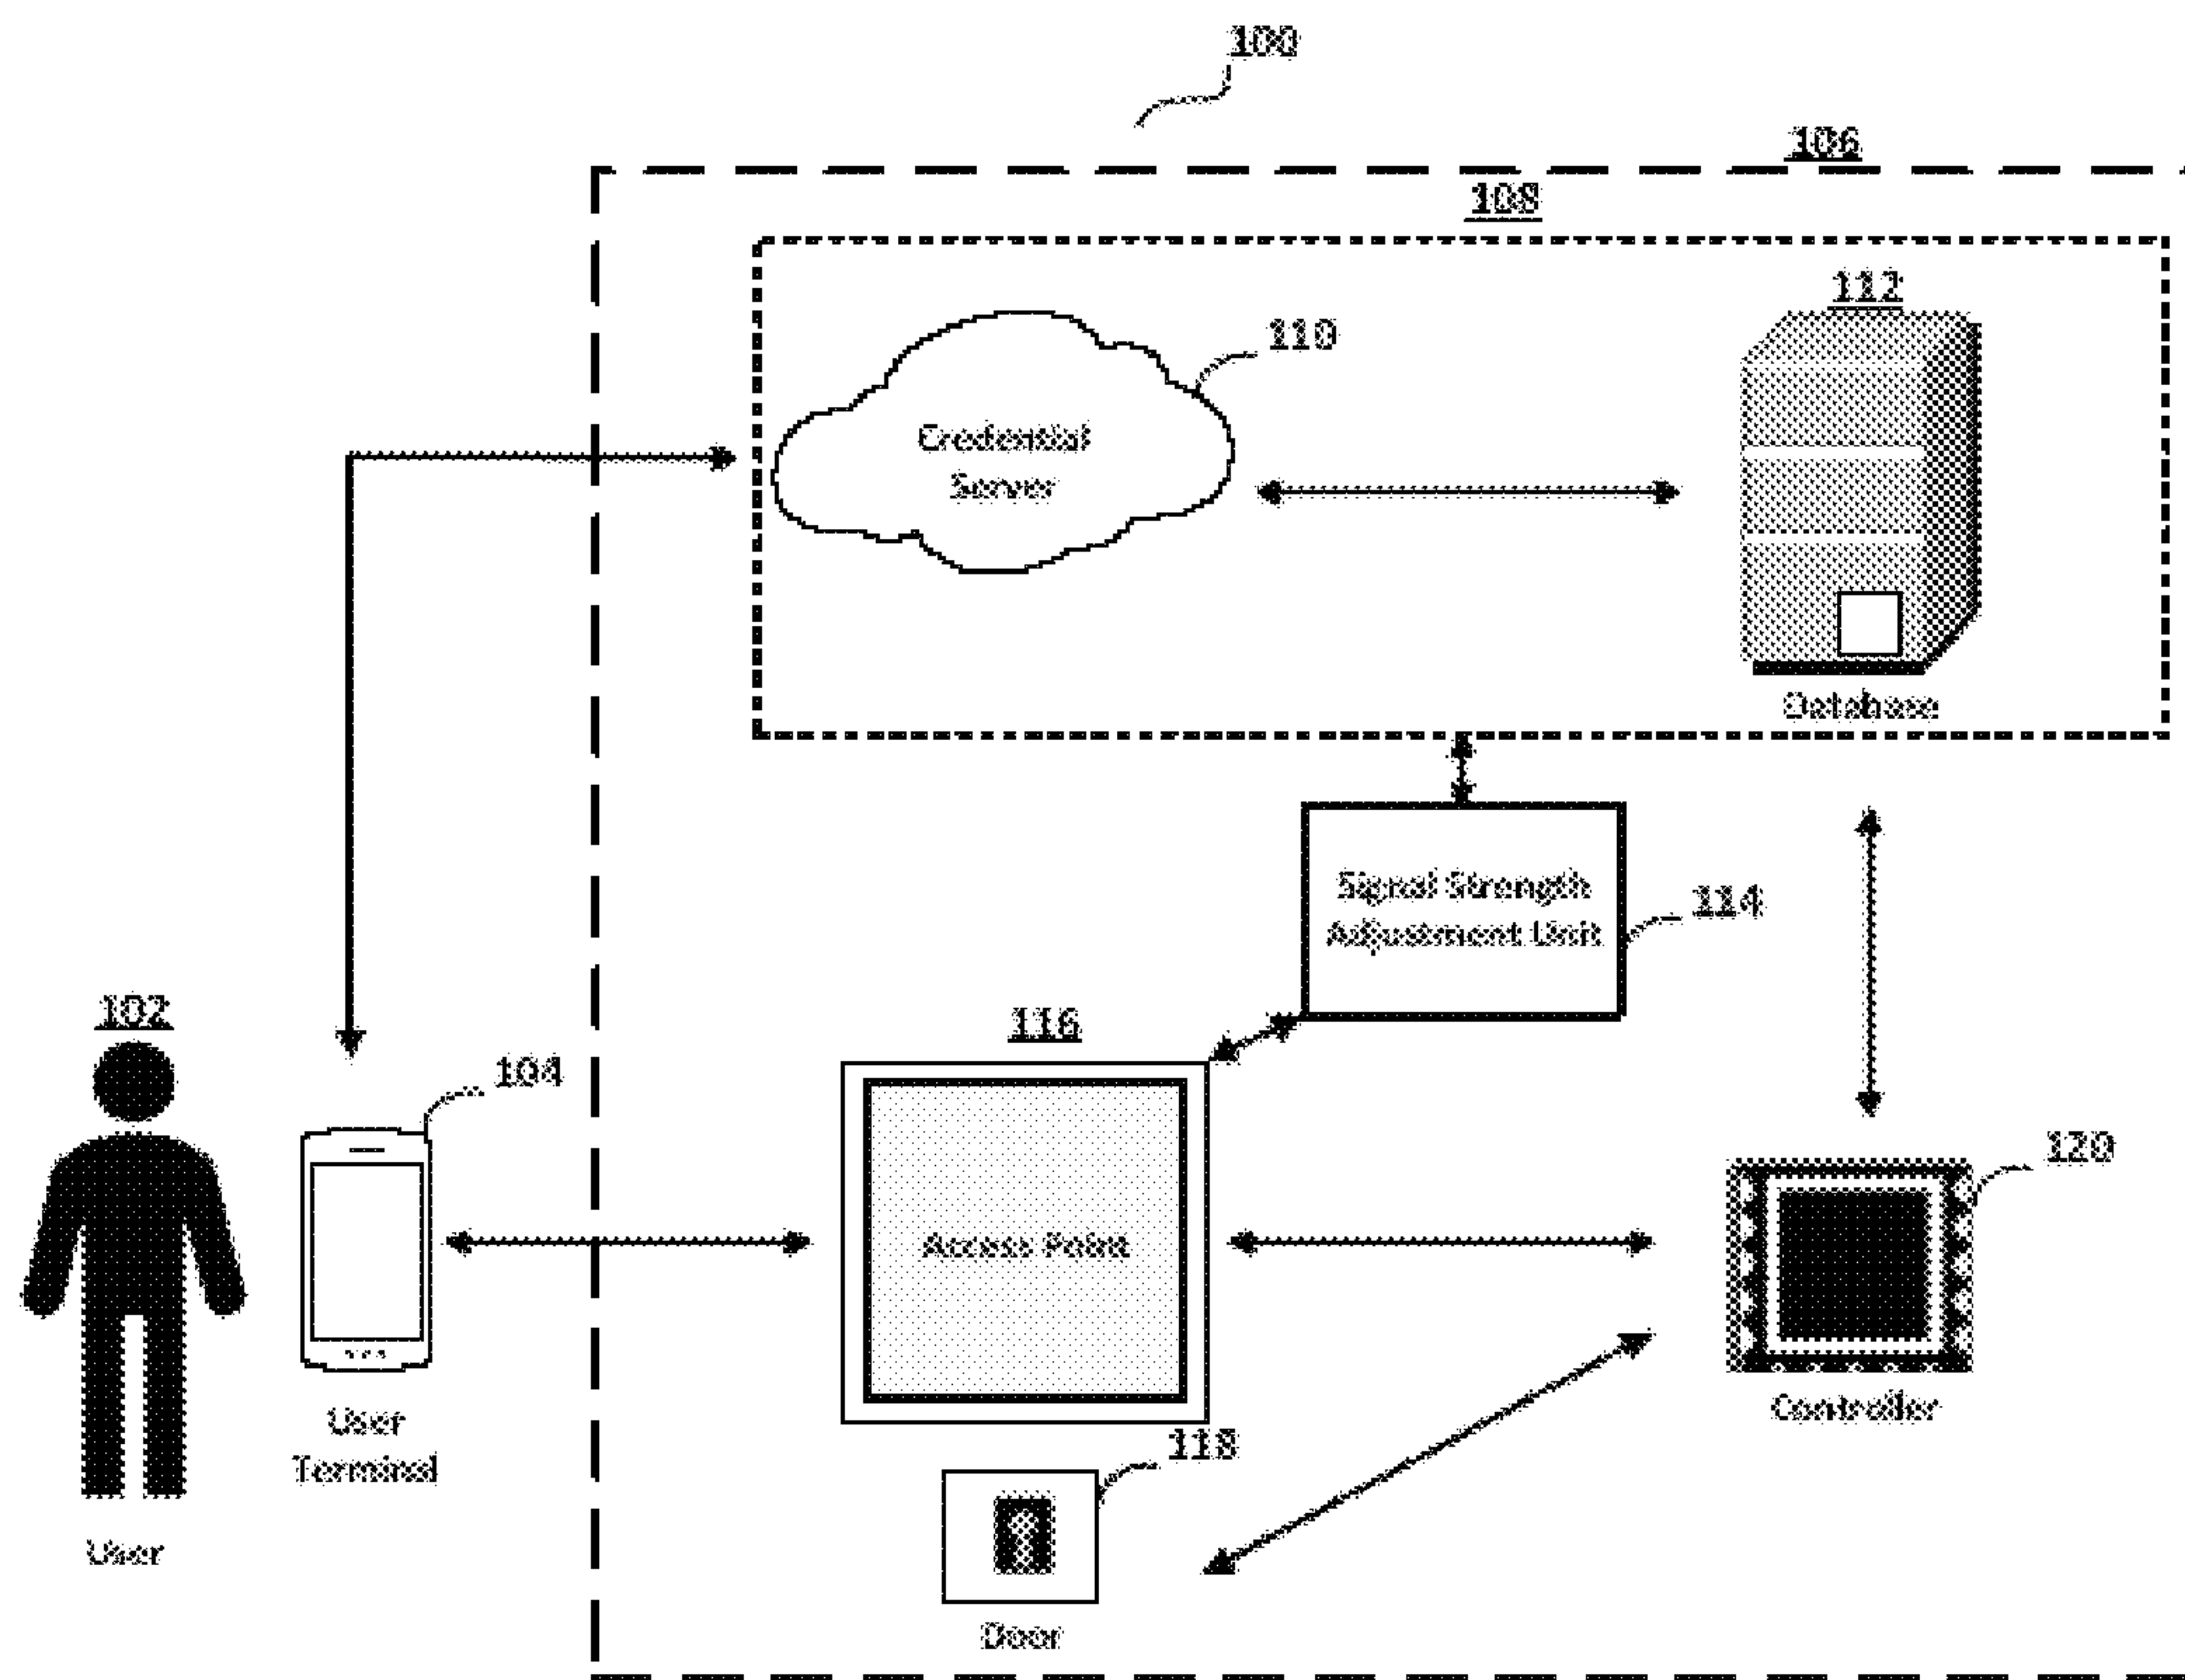 100
106
108
112
110
Credential
Server
Database
Signal Strength
Adjustment Unit
114
102
116
104
120
Access Point
Controller
User
Terminal
118
User
Door